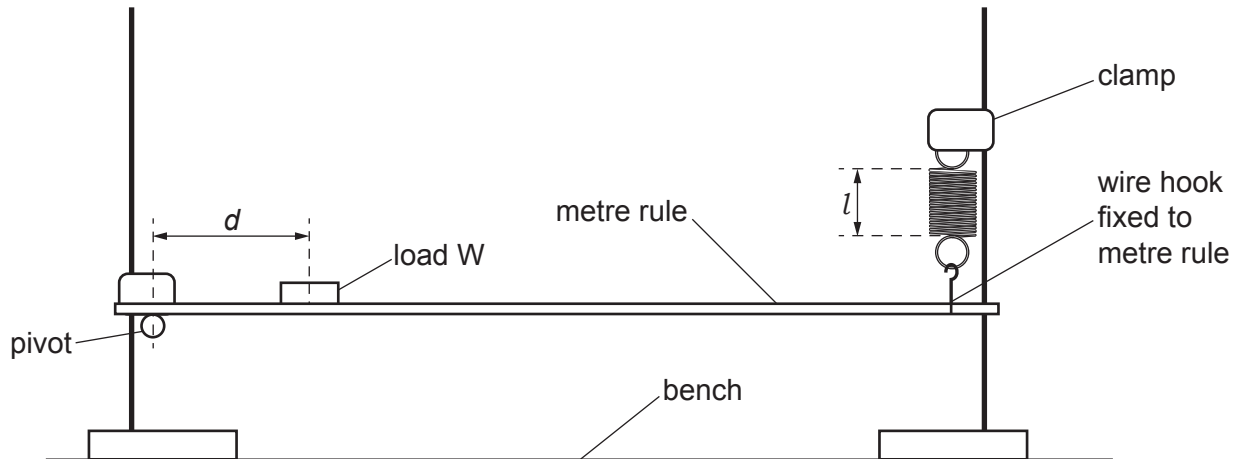 clamp
l
wire hook
fixed to
metre rule
metre rule
d
load W
pivot
bench